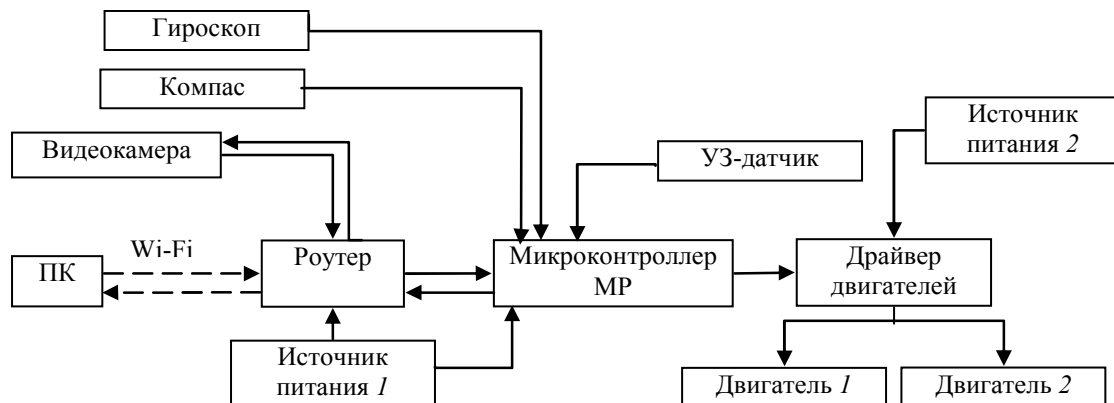 Гироскоп
Компас
Видеокамера
УЗ-датчик
Источник
питания 2
Wi-Fi
ПК
Роутер
Микроконтроллер
МР
Драйвер
двигателей
Источник
питания 1
Двигатель 1
Двигатель 2